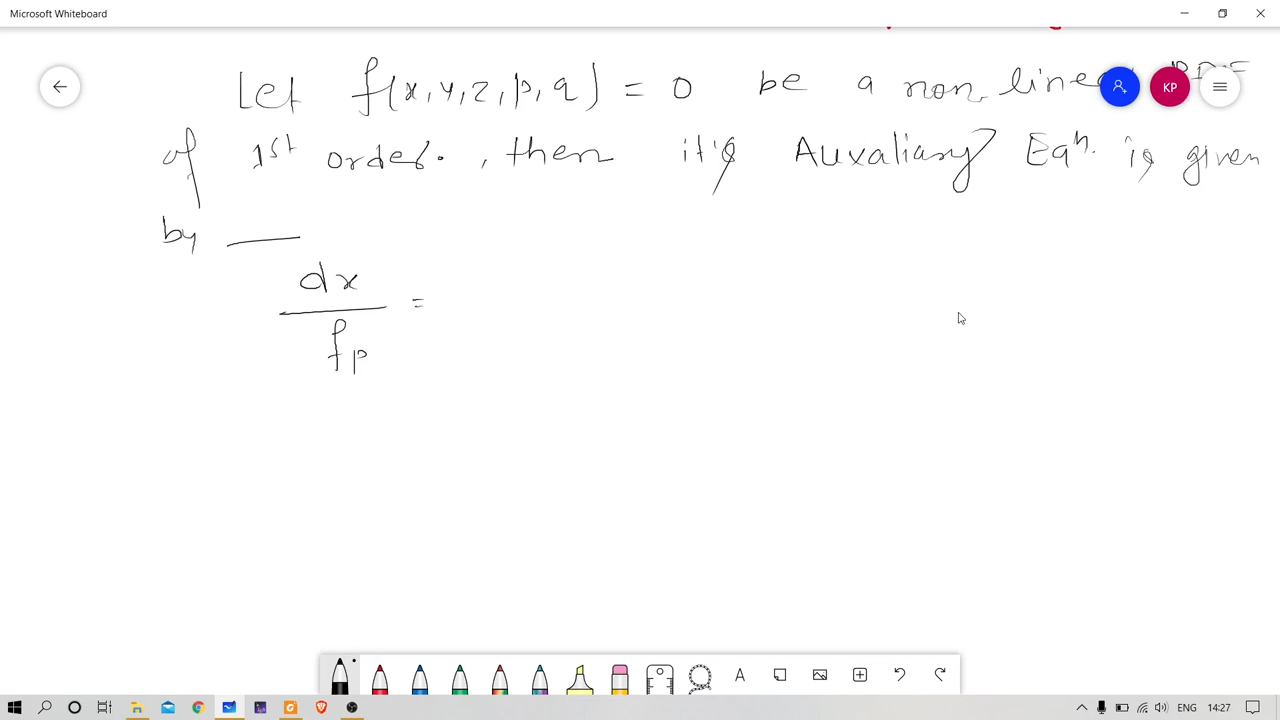 Microsoft Whiteboard
Let f(x,y,z,p,q) = 0 be a non linear PDE
KP
of 1st order. , then it's Auxaliary Eqn. is given
by —
dx
=
fp
A
ENG 14:27